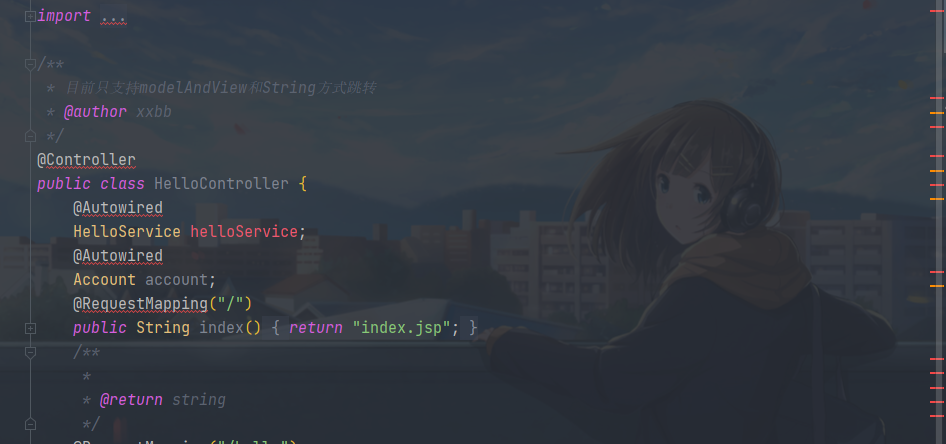 import ...
/**
 * 目前只支持modelAndView和String方式跳转
 * @author xxbb
 */
@Controller
public class HelloController {
    @Autowired
    HelloService helloService;
    @Autowired
    Account account;
    @RequestMapping("/")
    public String index() { return "index.jsp"; }
    /**
     *
     * @return string
     */
    @RequestMapping("/hello")